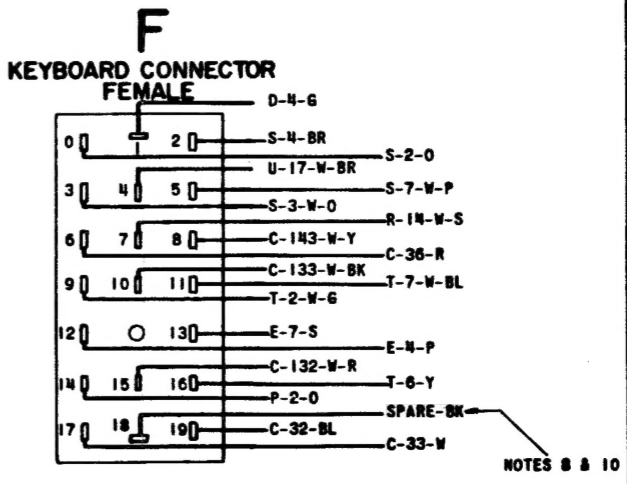 F
KEYBOARD CONNECTOR
FEMALE
D-4-G
0
1
2
S-4-BR
S-2-O
U-17-W-BR
3
4
5
S-7-W-P
S-3-W-O
R-14-W-S
6
7
8
C-143-W-Y
C-36-R
C-133-W-BK
9
10
11
T-7-W-BL
T-2-W-G
12
13
E-7-S
E-4-P
C-132-W-R
14
15
16
T-6-Y
P-2-O
SPARE-BK
17
18
19
C-32-BL
C-33-W
NOTES 8 & 10